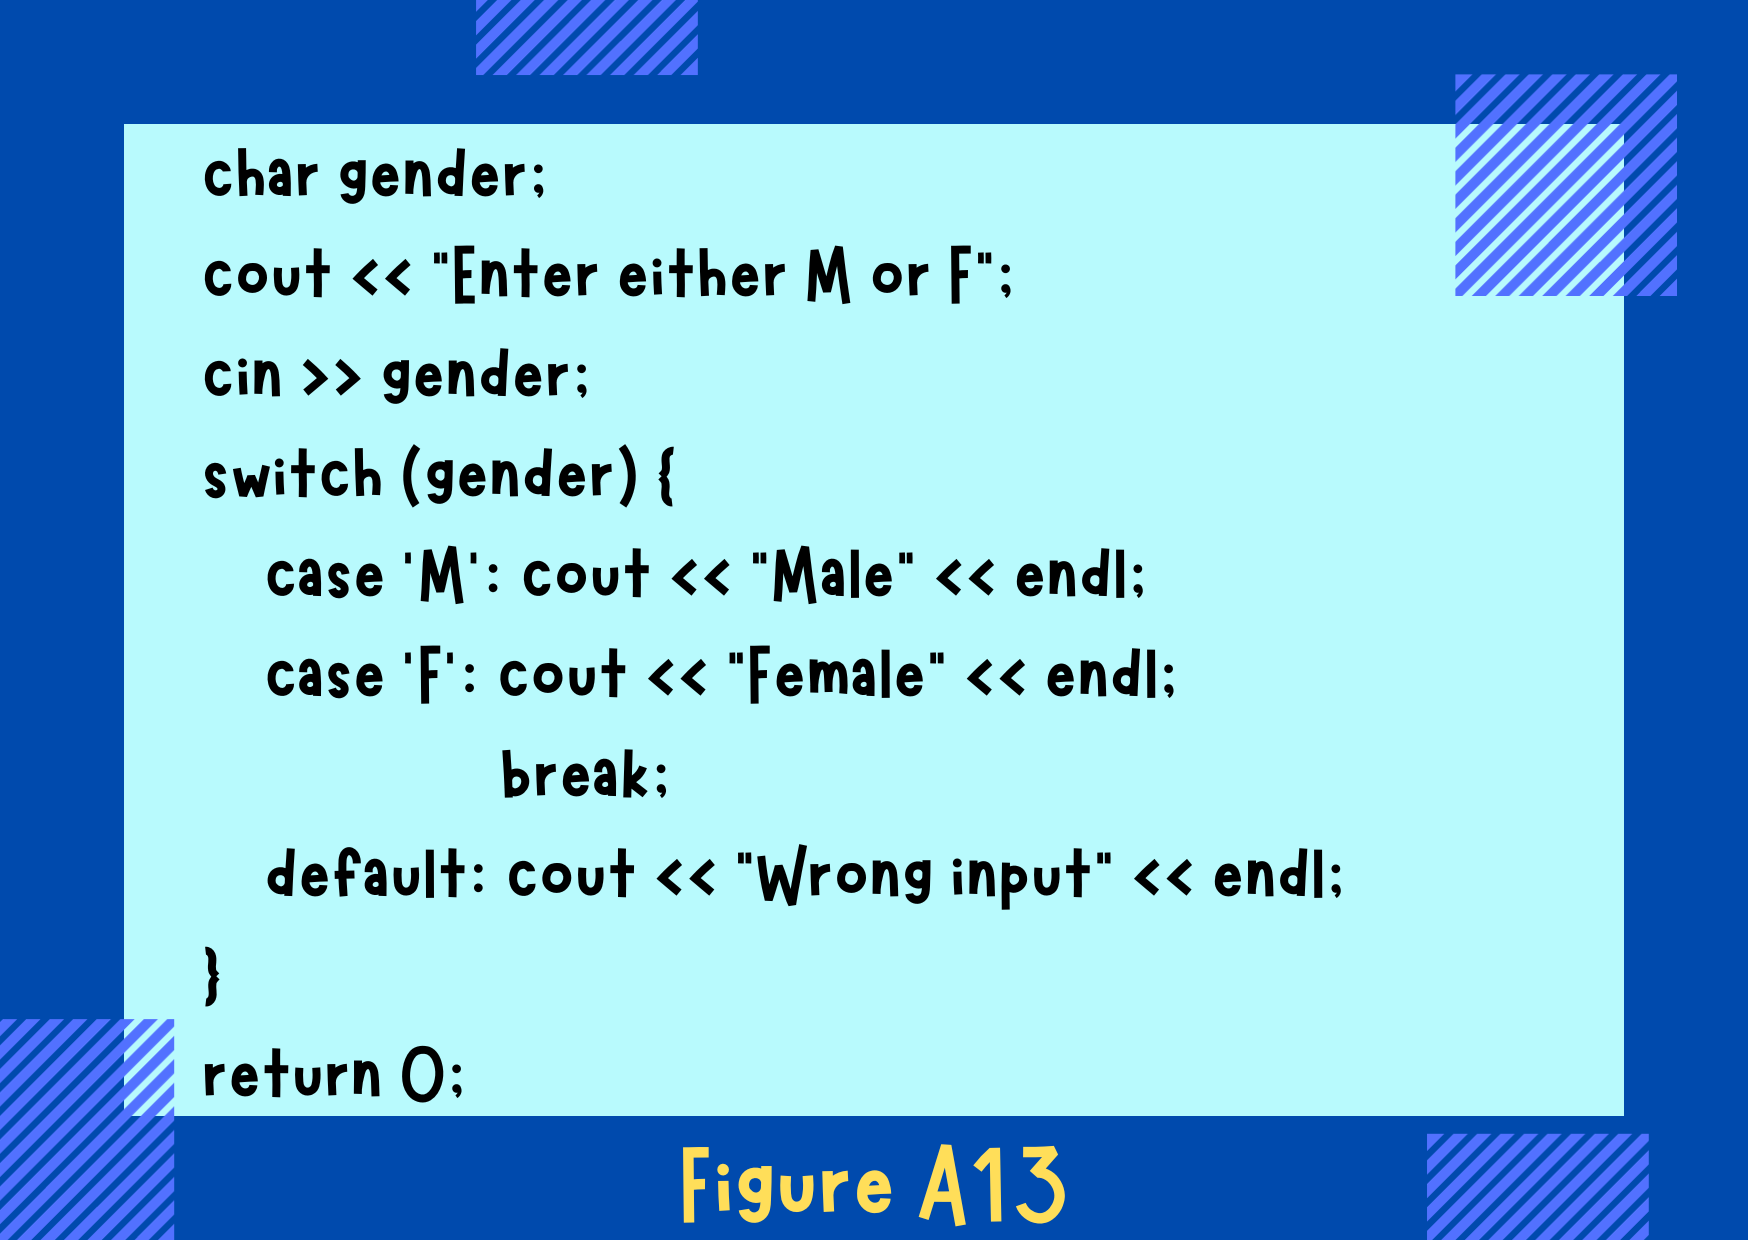 char gender;
cout << "Enter either M or F";
cin >> gender;
switch (gender) {
case 'M': cout << "Male" << endl;
case 'F': cout << "Female" << endl;
break;
default: cout << "Wrong input" << endl;
}
return 0;
Figure A13